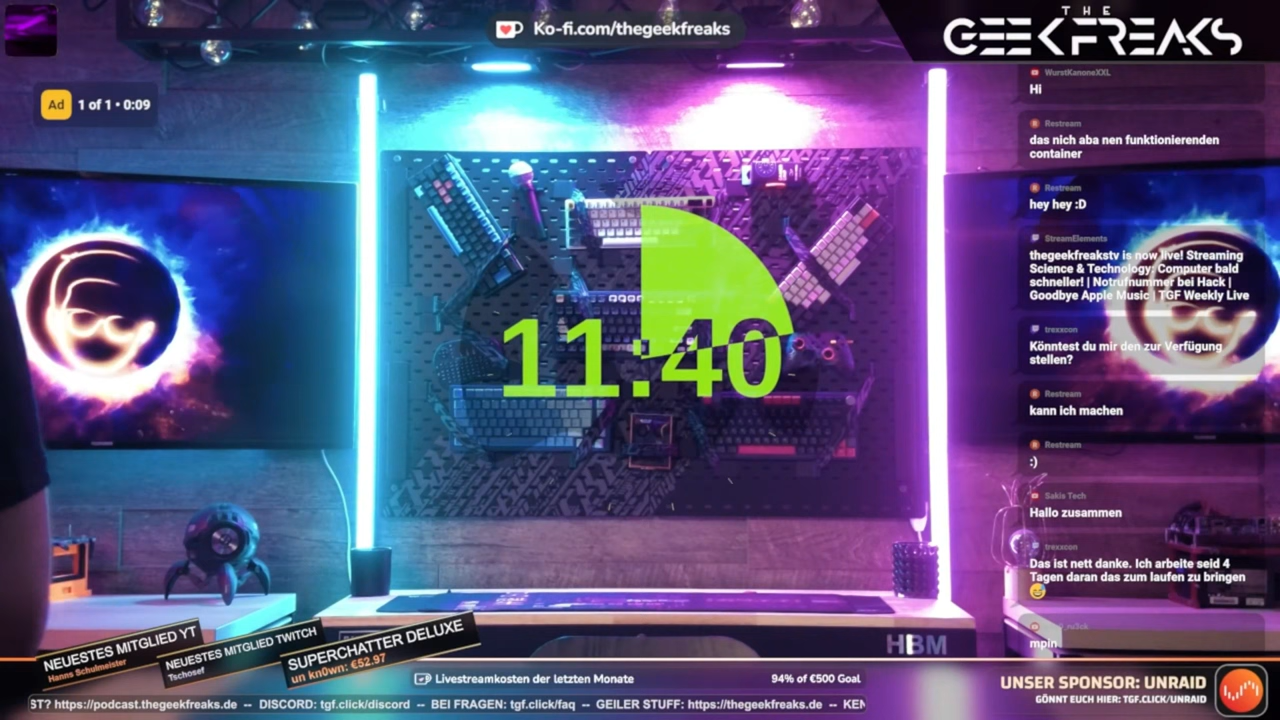 Ko-fi.com/thegeekfreaks
THE
GEEKFREAKS
Ad 1 of 1 • 0:09
WurstKanoneXXL
Hi
Restream
das nich aba nen funktionierenden
container
Restream
hey hey :D
StreamElements
thegeekfreakstv is now live! Streaming
Science & Technology: Computer bald
schneller! | Notrufnummer bei Hack |
Goodbye Apple Music | TGF Weekly Live
trexxcon
Könntest du mir den zur Verfügung
stellen?
Restream
kann ich machen
Restream
:)
Sakis Tech
Hallo zusammen
trexxcon
Das ist nett danke. Ich arbeite seid 4
Tagen daran das zum laufen zu bringen
😅
mpin
11:40
HBM
NEUESTES MITGLIED YT
Hanns Schulmeister
NEUESTES MITGLIED TWITCH
Tschosef
SUPERCHATTER DELUXE
un kn0wn: €52.97
Livestreamkosten der letzten Monate
94% of €500 Goal
ST? https://podcast.thegeekfreaks.de -- DISCORD: tgf.click/discord -- BEI FRAGEN: tgf.click/faq -- GEILER STUFF: https://thegeekfreaks.de -- KEN
UNSER SPONSOR: UNRAID
GÖNNT EUCH HIER: TGF.CLICK/UNRAID